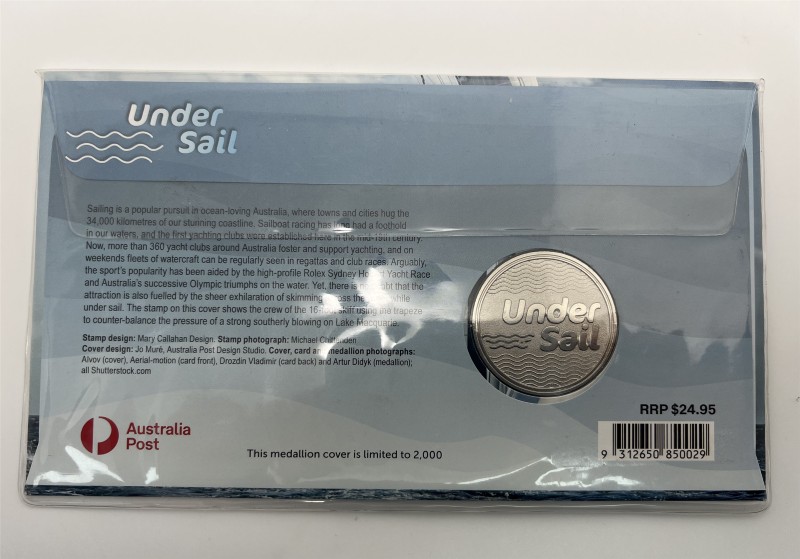 Under
Sail
Sailing is a popular pursuit in ocean-loving Australia, where towns and cities hug the
34,000 kilometres of our stunning coastline. Sailboat racing has long had a foothold
in our waters, and the first yachting clubs were established here in the mid-19th century.
Now, more than 360 yacht clubs around Australia foster and support yachting, and on
weekends fleets of watercraft can be regularly seen in regattas and club races. Arguably,
the sport's popularity has been aided by the high-profile Rolex Sydney Hobart Yacht Race
and Australia's successive Olympic triumphs on the water. Yet, there is no doubt that the
attraction is also fuelled by the sheer exhilaration of skimming across the while
under sail. The stamp on this cover shows the crew of the skiff using the trapeze
to counter-balance the pressure of a strong southerly blowing on Lake Macquarie.
Stamp design: Mary Callahan Design. Stamp photograph: Michael Chittenden
Cover design: Jo Muré, Australia Post Design Studio. Cover, card and medallion photographs:
Alvov (cover), Aerial-motion (card front), Drozdin Vladimir (card back) and Artur Didyk (medallion);
all Shutterstock.com
Under
Sail
RRP $24.95
Australia
Post
This medallion cover is limited to 2,000
9 312650 850029